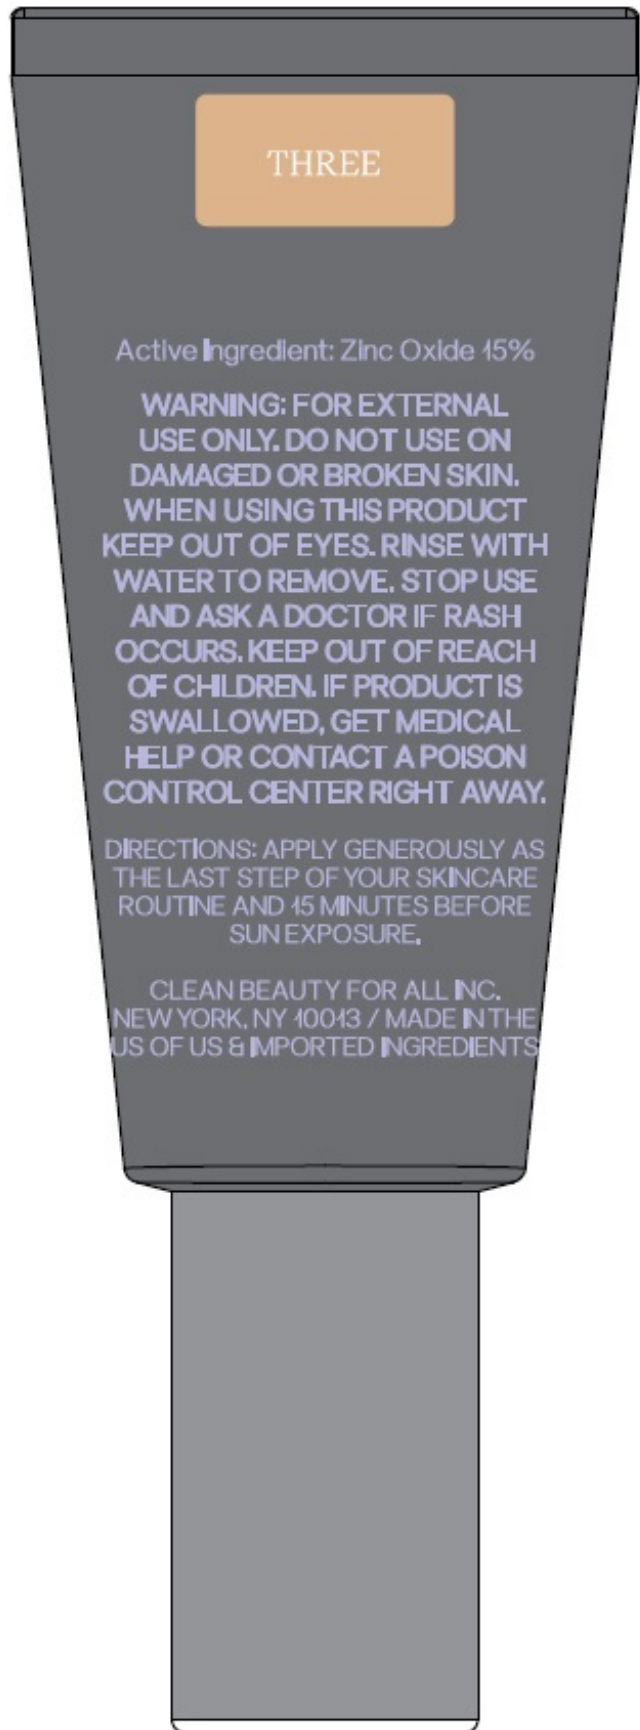 THREE
Active Ingredient: Zinc Oxide 15%
WARNING: FOR EXTERNAL
USE ONLY. DO NOT USE ON
DAMAGED OR BROKEN SKIN.
WHEN USING THIS PRODUCT
KEEP OUT OF EYES. RINSE WITH
WATER TO REMOVE. STOP USE
AND ASK A DOCTOR IF RASH
OCCURS. KEEP OUT OF REACH
OF CHILDREN. IF PRODUCT IS
SWALLOWED, GET MEDICAL
HELP OR CONTACT A POISON
CONTROL CENTER RIGHT AWAY.
DIRECTIONS: APPLY GENEROUSLY AS
THE LAST STEP OF YOUR SKINCARE
ROUTINE AND 15 MINUTES BEFORE
SUN EXPOSURE.
CLEAN BEAUTY FOR ALL INC.
NEW YORK, NY 10013 / MADE IN THE
US OF US & IMPORTED INGREDIENTS